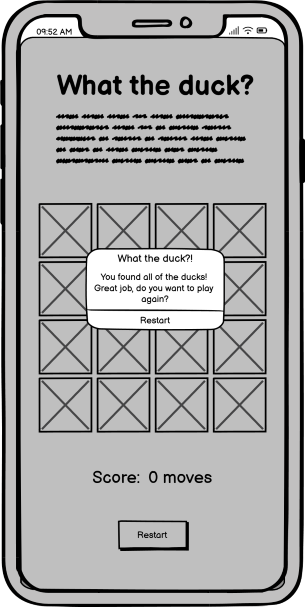 09:52 AM
What the duck?
What the duck?!
You found all of the ducks!
Great job, do you want to play
again?
Restart
Score: 0 moves
Restart